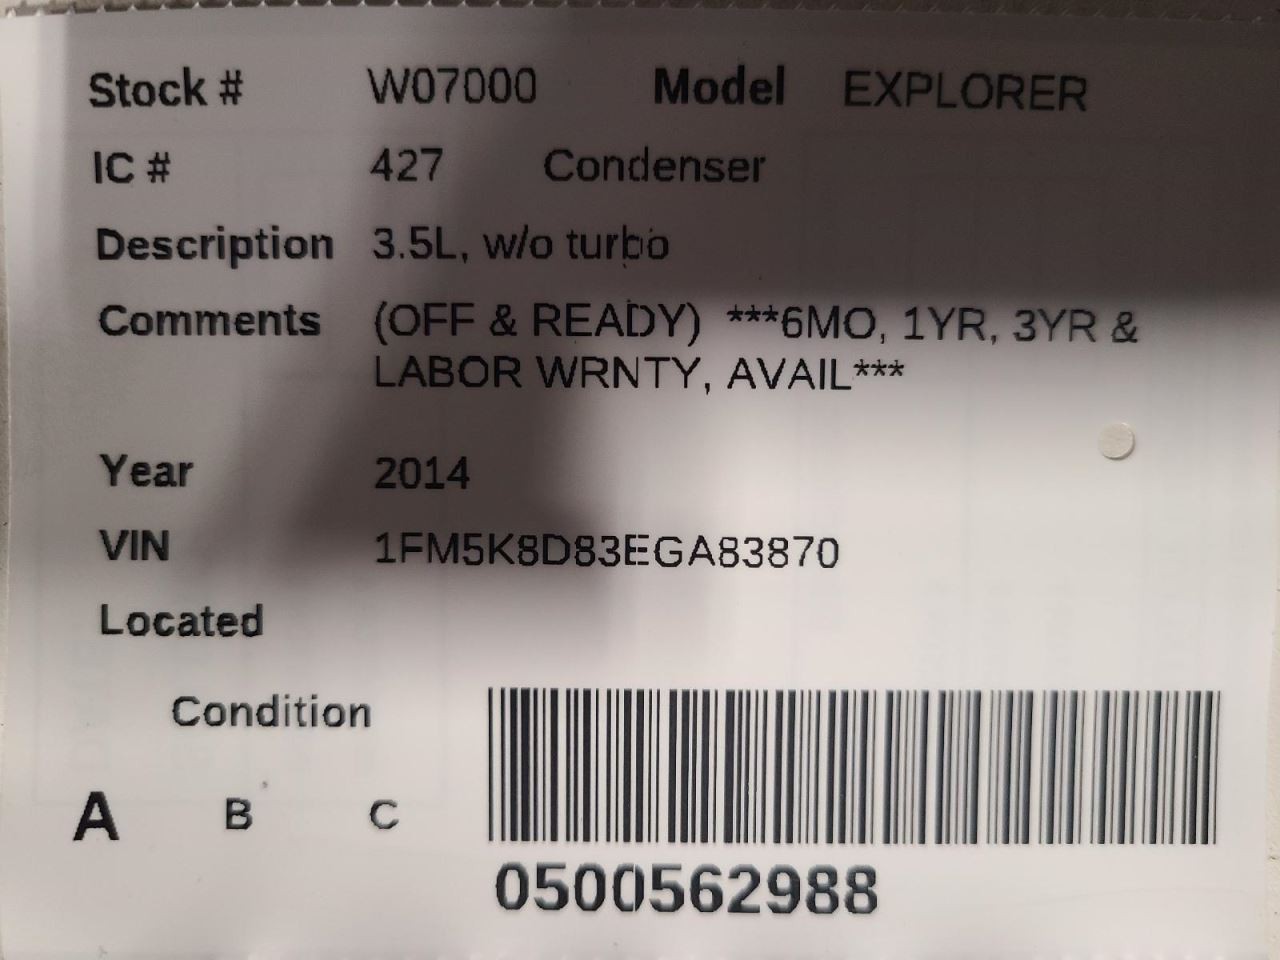 Stock # W07000 Model EXPLORER
IC # 427 Condenser
Description 3.5L, w/o turbo
Comments (OFF & READY) ***6MO, 1YR, 3YR &
LABOR WRNTY, AVAIL***
Year 2014
VIN 1FM5K8D83EGA83870
Located
Condition
A B C
0500562988